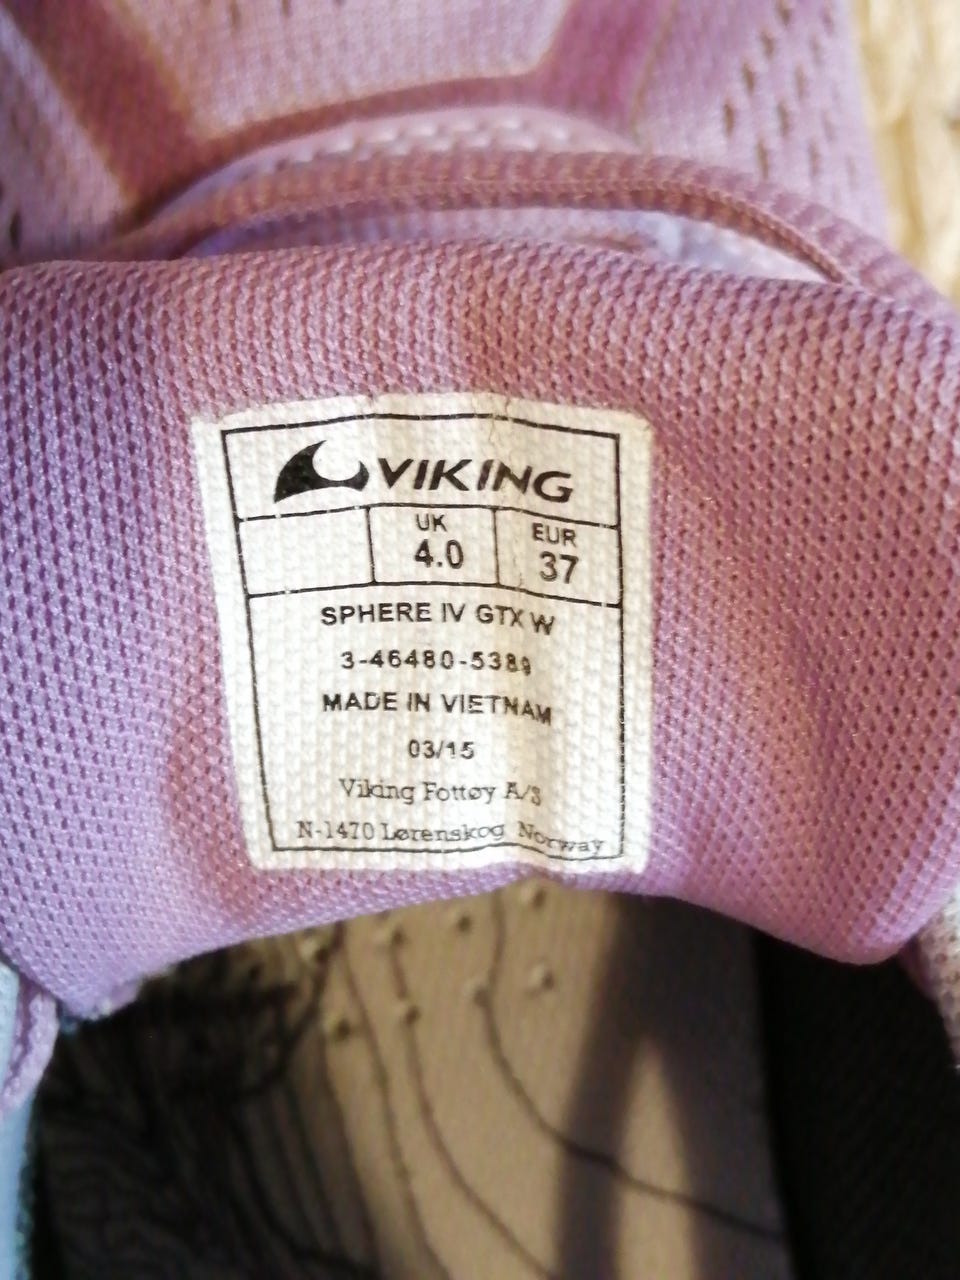 VIKING
UK EUR
4.0 37
SPHERE IV GTX W
3-46480-5389
MADE IN VIETNAM
03/15
Viking Fottøy A/S
N-1470 Lørenskog Norway